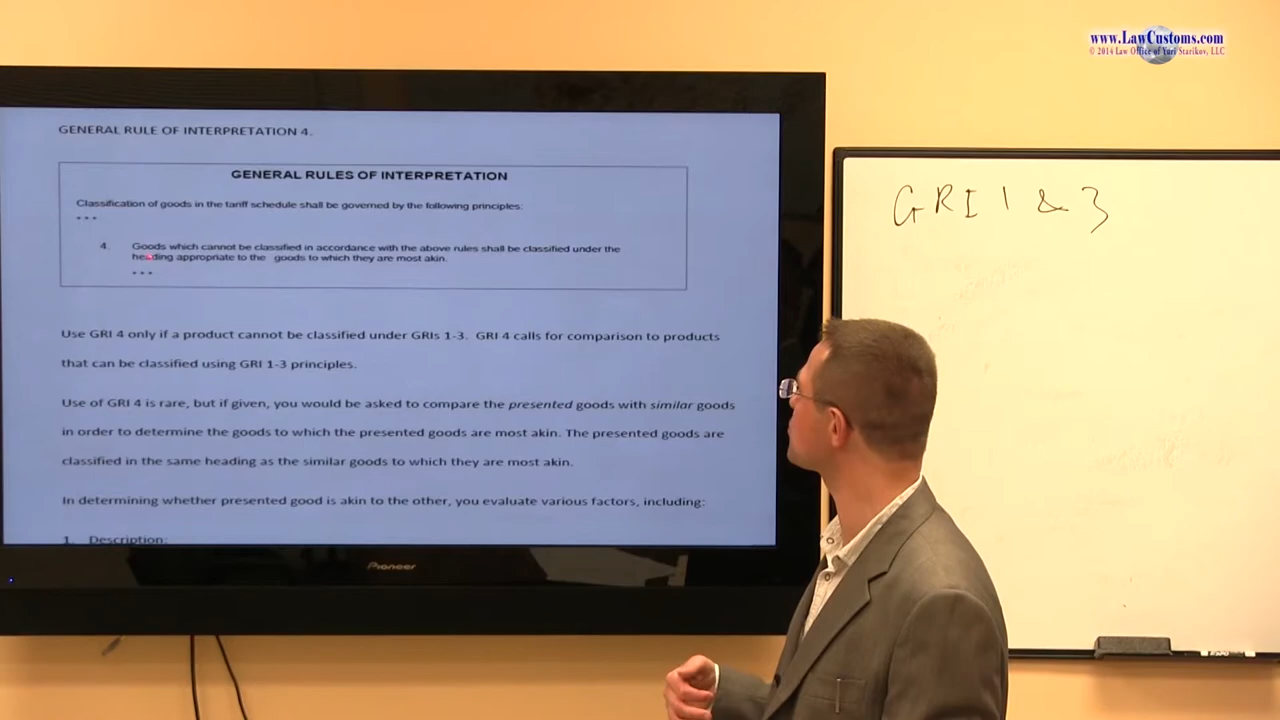 www.LawCustoms.com
© 2014 Law Office of Yuri Starikov, LLC
GENERAL RULE OF INTERPRETATION 4.
GENERAL RULES OF INTERPRETATION
Classification of goods in the tariff schedule shall be governed by the following principles:
* * *
4. Goods which cannot be classified in accordance with the above rules shall be classified under the
heading appropriate to the goods to which they are most akin.
* * *
Use GRI 4 only if a product cannot be classified under GRIs 1-3. GRI 4 calls for comparison to products
that can be classified using GRI 1-3 principles.
Use of GRI 4 is rare, but if given, you would be asked to compare the presented goods with similar goods
in order to determine the goods to which the presented goods are most akin. The presented goods are
classified in the same heading as the similar goods to which they are most akin.
In determining whether presented good is akin to the other, you evaluate various factors, including:
1. Description:
Pioneer
GRI 1 & 3